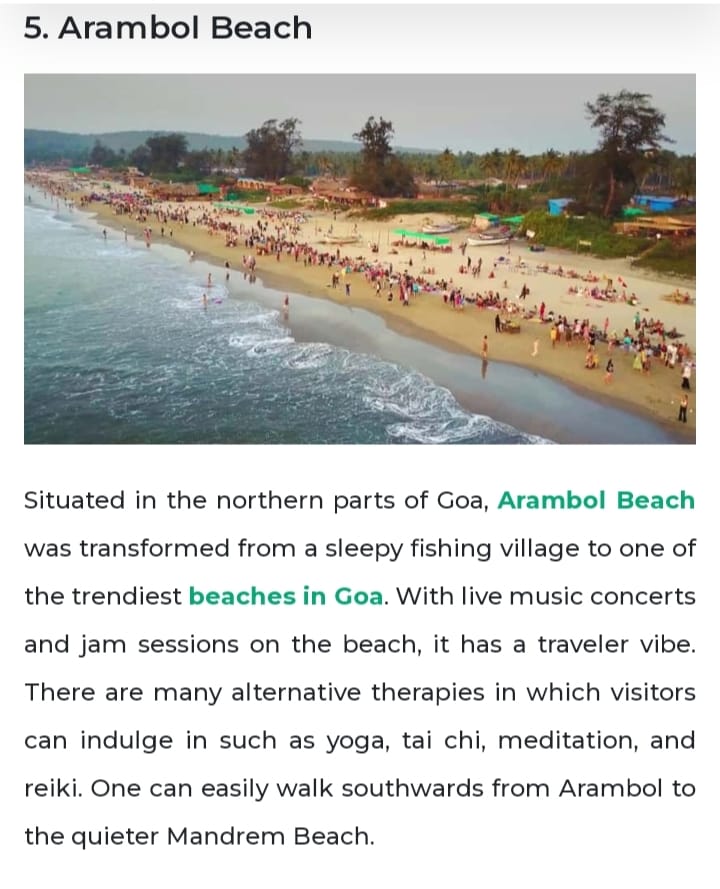 5. Arambol Beach
Situated in the northern parts of Goa, Arambol Beach
was transformed from a sleepy fishing village to one of
the trendiest beaches in Goa. With live music concerts
and jam sessions on the beach, it has a traveler vibe.
There are many alternative therapies in which visitors
can indulge in such as yoga, tai chi, meditation, and
reiki. One can easily walk southwards from Arambol to
the quieter Mandrem Beach.